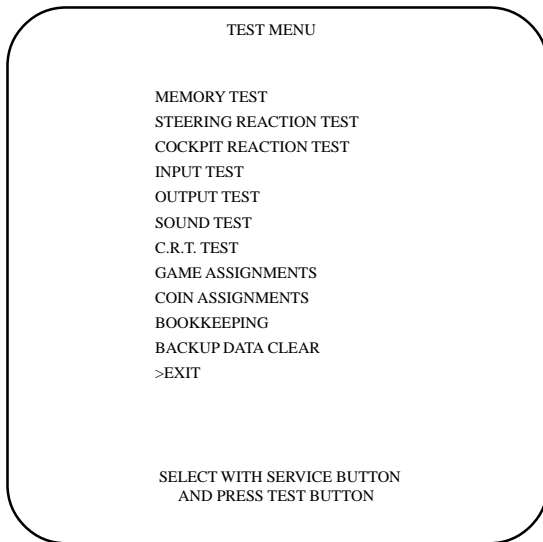 TEST MENU
MEMORY TEST
STEERING REACTION TEST
COCKPIT REACTION TEST
INPUT TEST
OUTPUT TEST
SOUND TEST
C.R.T. TEST
GAME ASSIGNMENTS
COIN ASSIGNMENTS
BOOKKEEPING
BACKUP DATA CLEAR
>EXIT
SELECT WITH SERVICE BUTTON
AND PRESS TEST BUTTON